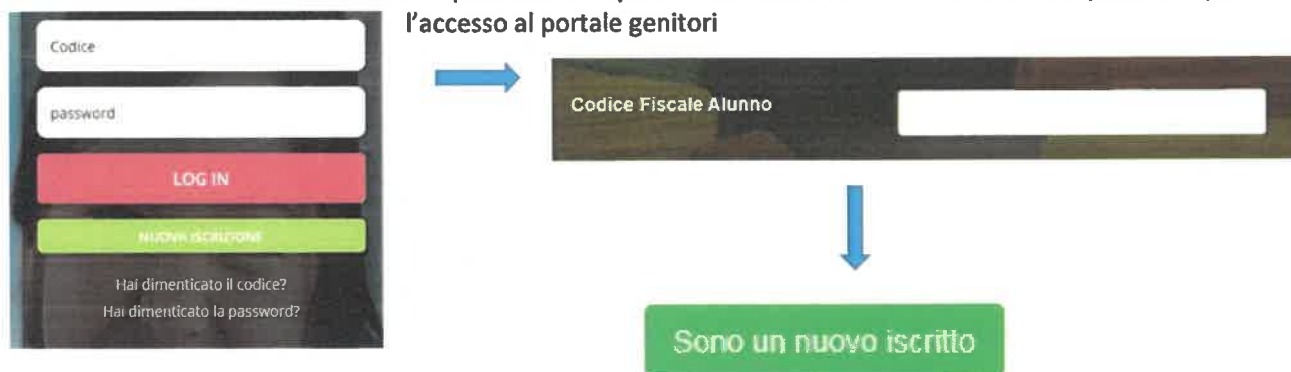 l'accesso al portale genitori
Codice
password
LOG IN
NUOVA ISCRIZIONE
Hai dimenticato il codice?
Hai dimenticato la password?
Codice Fiscale Alunno
Sono un nuovo iscritto